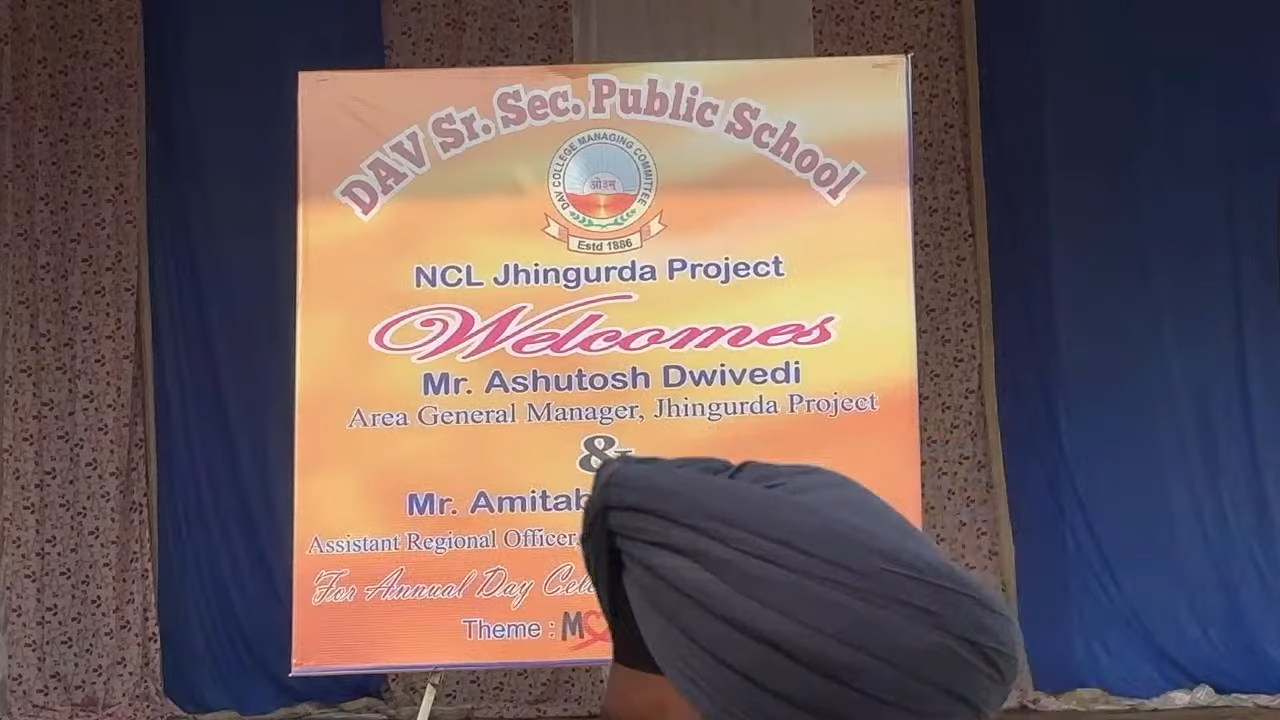 DAV Sr. Sec. Public School
DAV COLLEGE MANAGING COMMITTEE
ओ३म्
Estd 1886
NCL Jhingurda Project
Welcomes
Mr. Ashutosh Dwivedi
Area General Manager, Jhingurda Project
&
Mr.
Assistant Regional Officer,
For Annual Day
Theme :